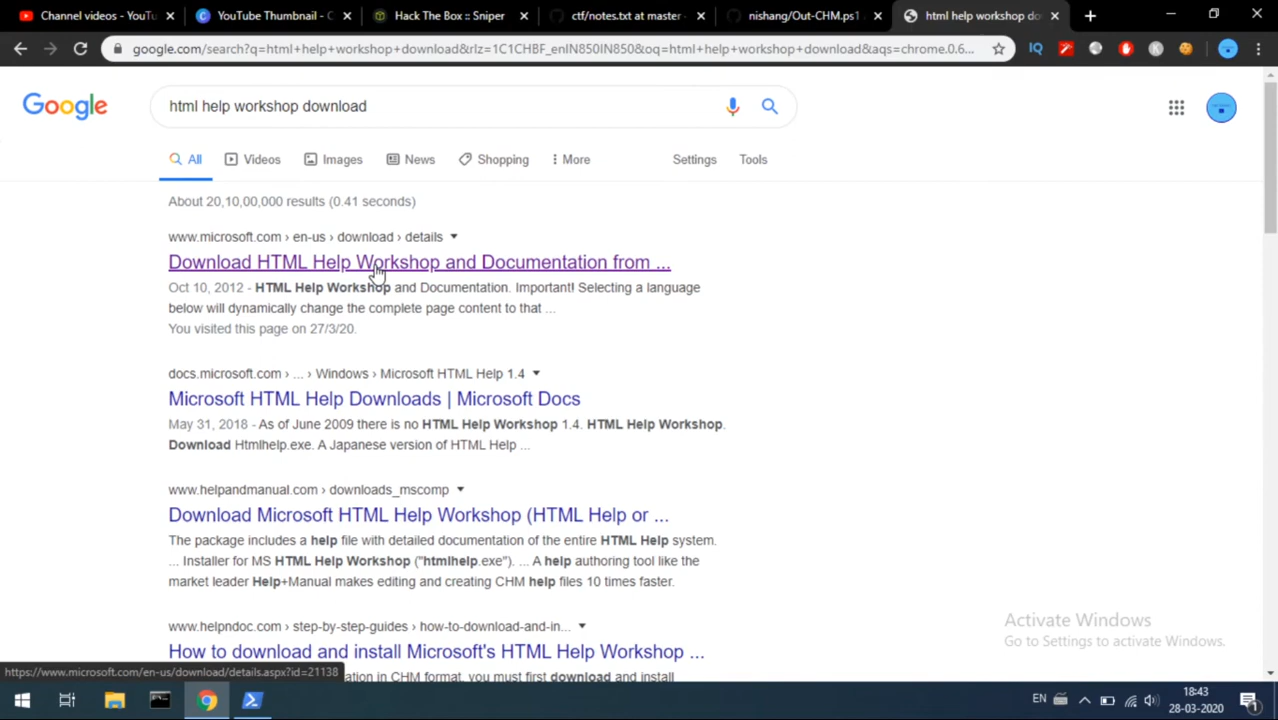 Channel videos - YouTu
YouTube Thumbnail - C
Hack The Box :: Sniper
ctf/notes.txt at master
nishang/Out-CHM.ps1
html help workshop do
google.com/search?q=html+help+workshop+download&rlz=1C1CHBF_enIN850IN850&oq=html+help+workshop+download&aqs=chrome.0.6...
IQ
Google
html help workshop download
All
Videos
Images
News
Shopping
More
Settings
Tools
About 20,10,00,000 results (0.41 seconds)
www.microsoft.com › en-us › download › details
Download HTML Help Workshop and Documentation from ...
Oct 10, 2012 - HTML Help Workshop and Documentation. Important! Selecting a language
below will dynamically change the complete page content to that ...
You visited this page on 27/3/20.
docs.microsoft.com › ... › Windows › Microsoft HTML Help 1.4
Microsoft HTML Help Downloads | Microsoft Docs
May 31, 2018 - As of June 2009 there is no HTML Help Workshop 1.4. HTML Help Workshop.
Download Htmlhelp.exe. A Japanese version of HTML Help ...
www.helpandmanual.com › downloads_mscomp
Download Microsoft HTML Help Workshop (HTML Help or ...
The package includes a help file with detailed documentation of the entire HTML Help system.
... Installer for MS HTML Help Workshop ("htmlhelp.exe"). ... A help authoring tool like the
market leader Help+Manual makes editing and creating CHM help files 10 times faster.
www.helpndoc.com › step-by-step-guides › how-to-download-and-in...
How to download and install Microsoft's HTML Help Workshop ...
ation in CHM format, you must first download and install
Activate Windows
Go to Settings to activate Windows.
https://www.microsoft.com/en-us/download/details.aspx?id=21138
EN
18:43
28-03-2020
1